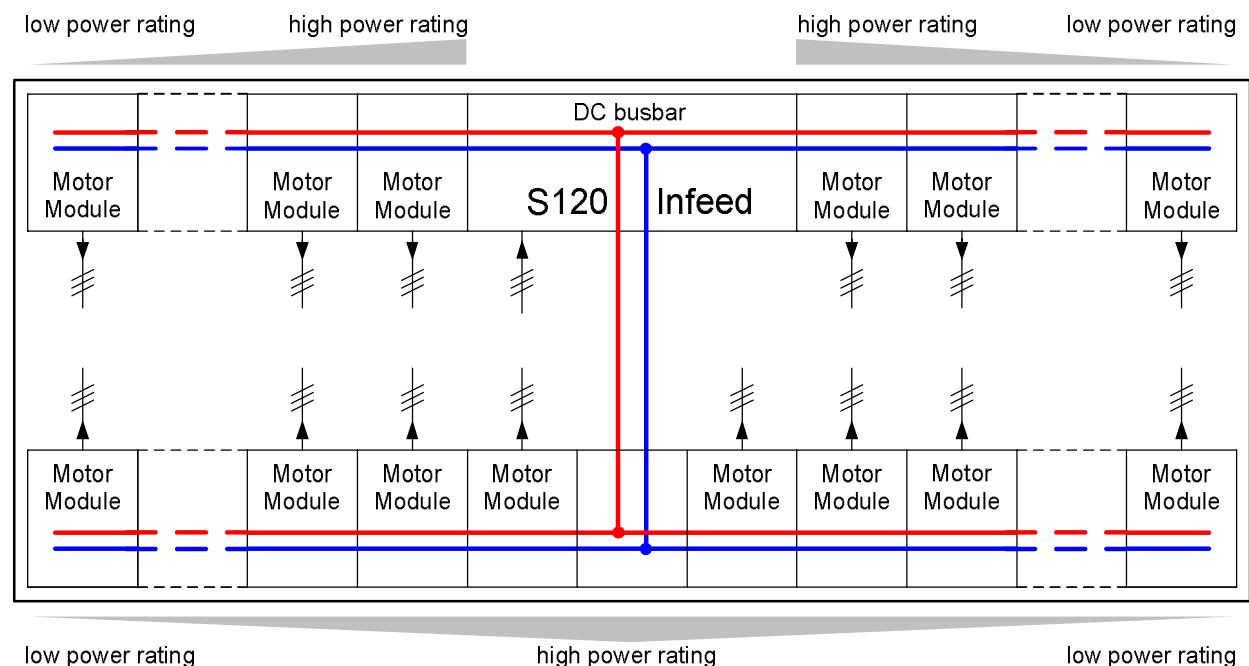 low power rating high power rating high power rating low power rating
DC busbar
Motor Module Motor Module Motor Module S120 Infeed Motor Module Motor Module Motor Module
Motor Module Motor Module Motor Module Motor Module Motor Module Motor Module Motor Module Motor Module
low power rating high power rating low power rating